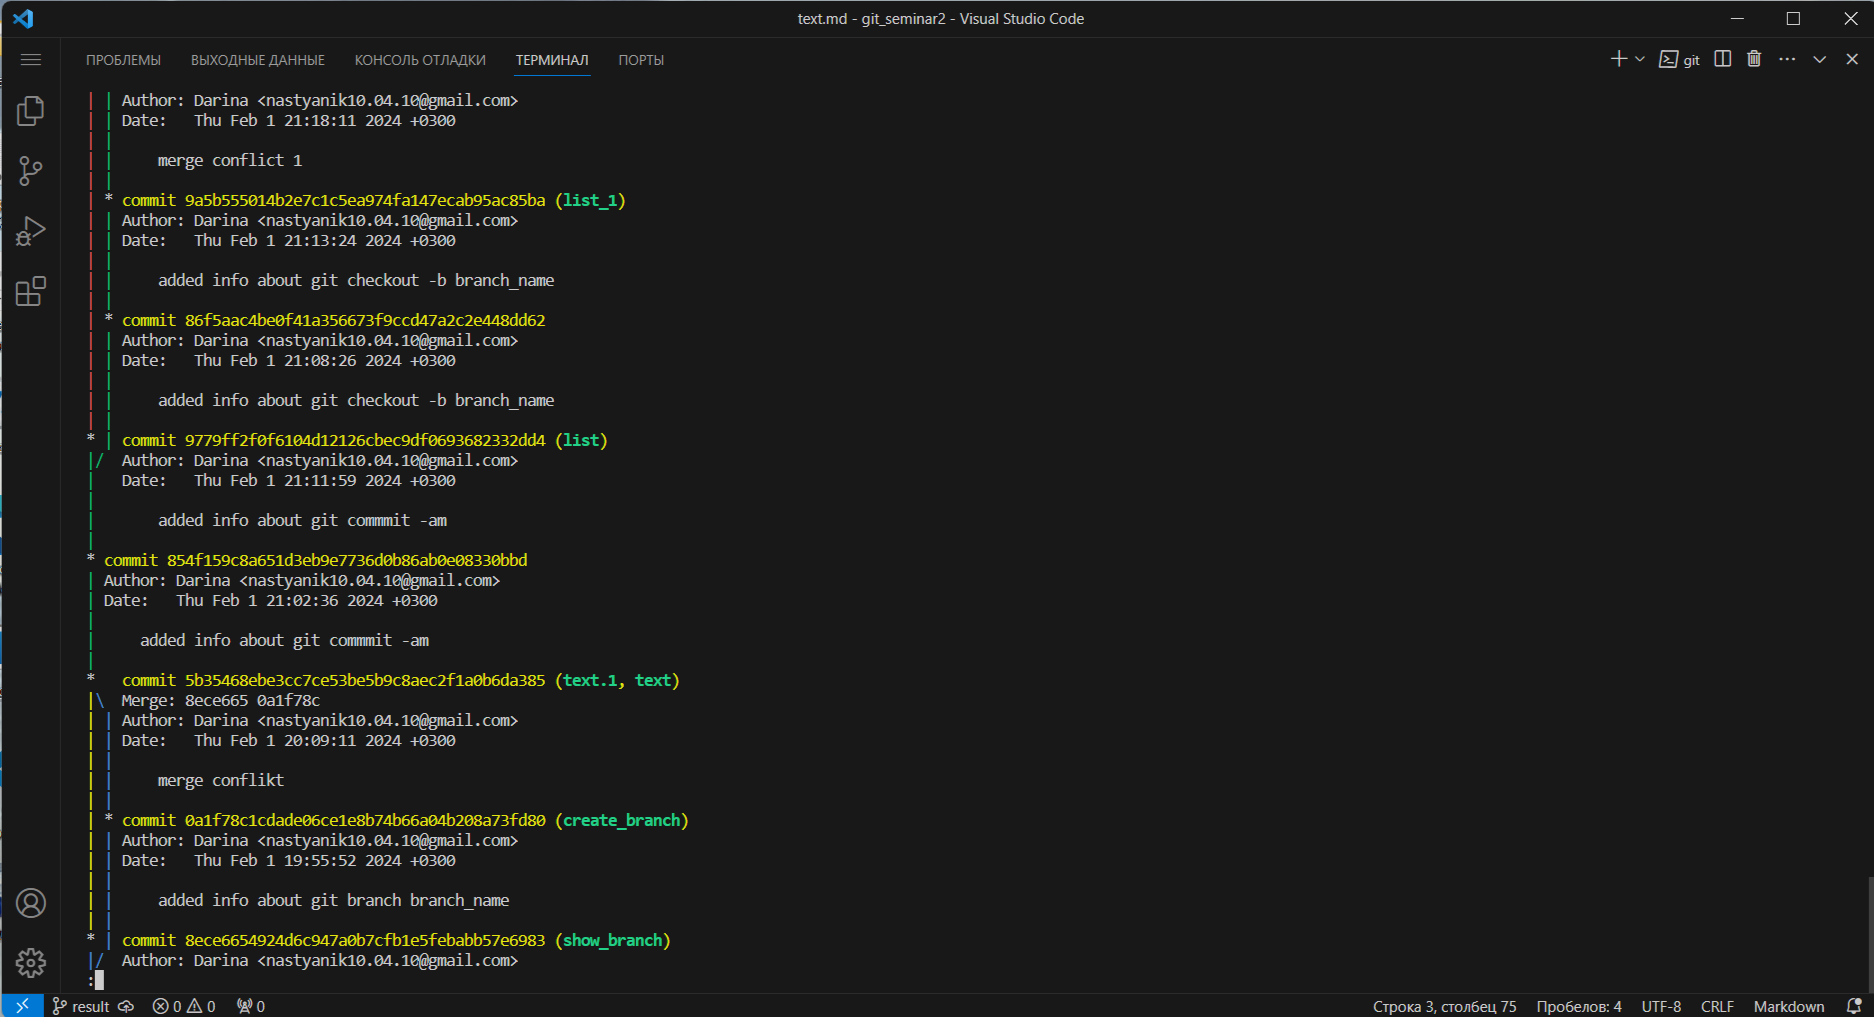 text.md - git_seminar2 - Visual Studio Code
ПРОБЛЕМЫ ВЫХОДНЫЕ ДАННЫЕ КОНСОЛЬ ОТЛАДКИ ТЕРМИНАЛ ПОРТЫ git
| | Author: Darina <nastyanik10.04.10@gmail.com>
| | Date:   Thu Feb 1 21:18:11 2024 +0300
| |
| |     merge conflict 1
| |
| * commit 9a5b555014b2e7c1c5ea974fa147ecab95ac85ba (list_1)
| | Author: Darina <nastyanik10.04.10@gmail.com>
| | Date:   Thu Feb 1 21:13:24 2024 +0300
| |
| |     added info about git checkout -b branch_name
| |
| * commit 86f5aac4be0f41a356673f9ccd47a2c2e448dd62
| | Author: Darina <nastyanik10.04.10@gmail.com>
| | Date:   Thu Feb 1 21:08:26 2024 +0300
| |
| |     added info about git checkout -b branch_name
| |
* | commit 9779ff2f0f6104d12126cbec9df0693682332dd4 (list)
|/  Author: Darina <nastyanik10.04.10@gmail.com>
|   Date:   Thu Feb 1 21:11:59 2024 +0300
|
|       added info about git commmit -am
|
* commit 854f159c8a651d3eb9e7736d0b86ab0e08330bbd
| Author: Darina <nastyanik10.04.10@gmail.com>
| Date:   Thu Feb 1 21:02:36 2024 +0300
|
|     added info about git commmit -am
|
*   commit 5b35468ebe3cc7ce53be5b9c8aec2f1a0b6da385 (text.1, text)
|\  Merge: 8ece665 0a1f78c
| | Author: Darina <nastyanik10.04.10@gmail.com>
| | Date:   Thu Feb 1 20:09:11 2024 +0300
| |
| |     merge conflikt
| |
| * commit 0a1f78c1cdade06ce1e8b74b66a04b208a73fd80 (create_branch)
| | Author: Darina <nastyanik10.04.10@gmail.com>
| | Date:   Thu Feb 1 19:55:52 2024 +0300
| |
| |     added info about git branch branch_name
| |
* | commit 8ece6654924d6c947a0b7cfb1e5febabb57e6983 (show_branch)
|/  Author: Darina <nastyanik10.04.10@gmail.com>
:
result 0 0 0 Строка 3, столбец 75 Пробелов: 4 UTF-8 CRLF Markdown